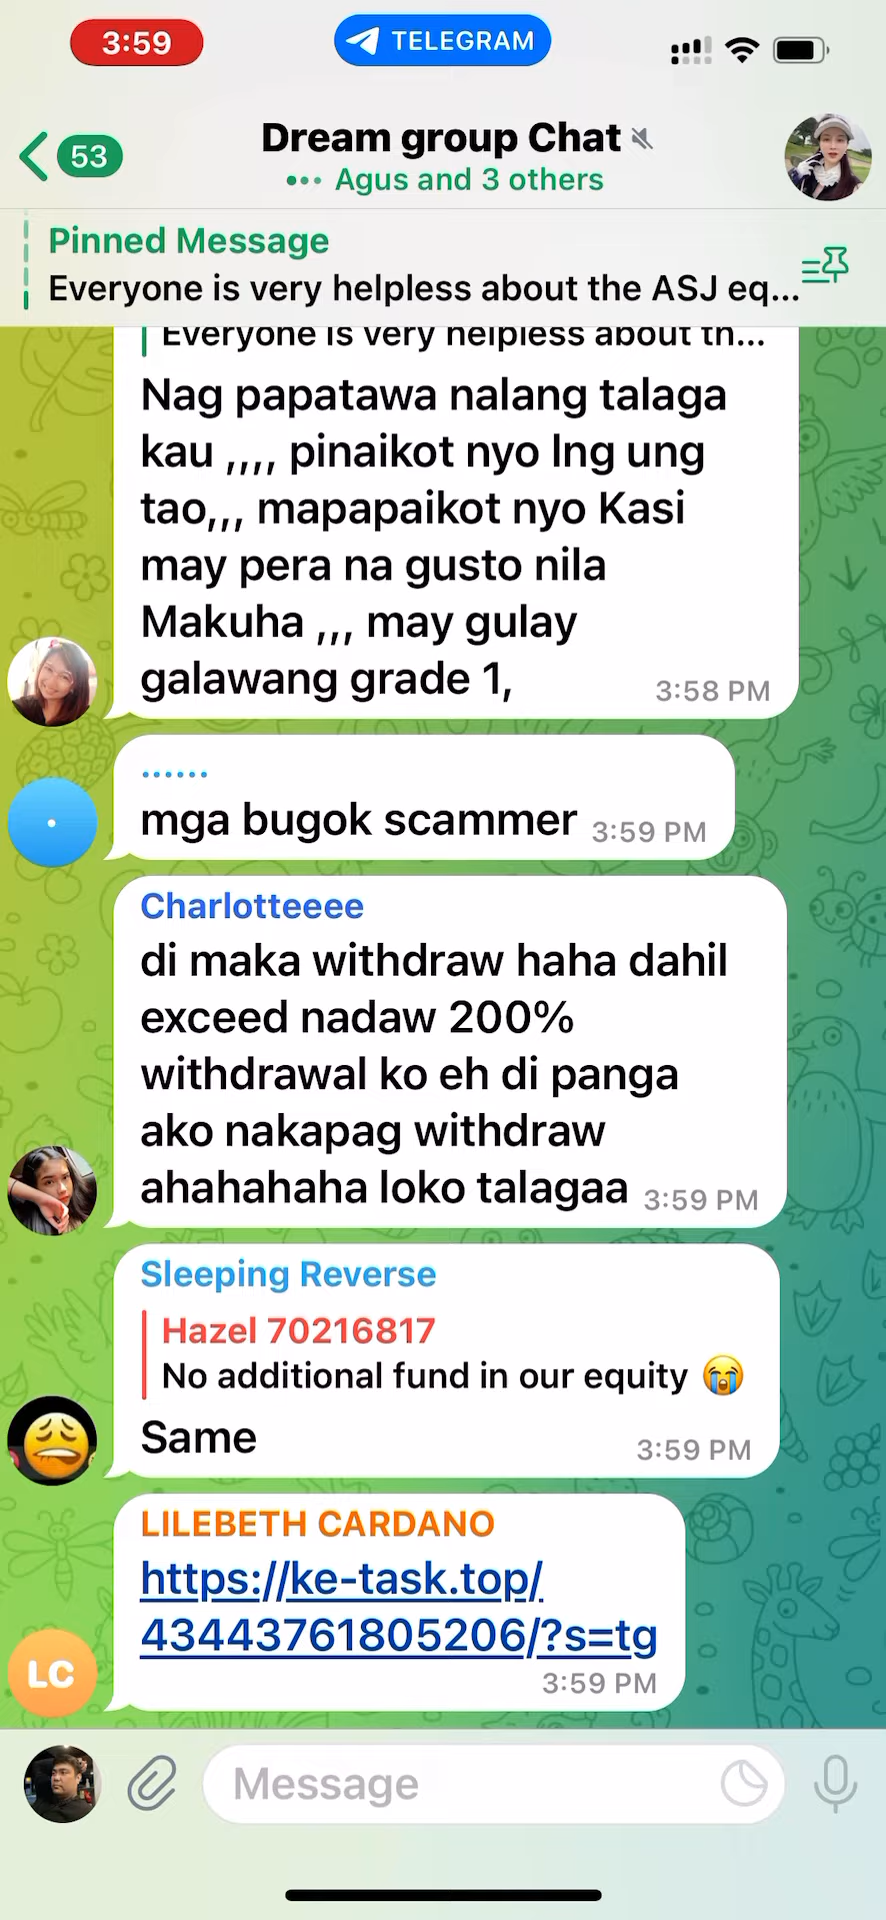 3:59
TELEGRAM
53
Dream group Chat
Agus and 3 others
Pinned Message
Everyone is very helpless about the ASJ eq...
Everyone is very helpless about th...
Nag papatawa nalang talaga
kau ,,,, pinaikot nyo lng ung
tao,,, mapapaikot nyo Kasi
may pera na gusto nila
Makuha ,,, may gulay
galawang grade 1,
3:58 PM
......
mga bugok scammer 3:59 PM
Charlotteeee
di maka withdraw haha dahil
exceed nadaw 200%
withdrawal ko eh di panga
ako nakapag withdraw
ahahahaha loko talagaa 3:59 PM
Sleeping Reverse
Hazel 70216817
No additional fund in our equity 😭
Same
3:59 PM
LILEBETH CARDANO
https://ke-task.top/
43443761805206/?s=tg
3:59 PM
LC
Message